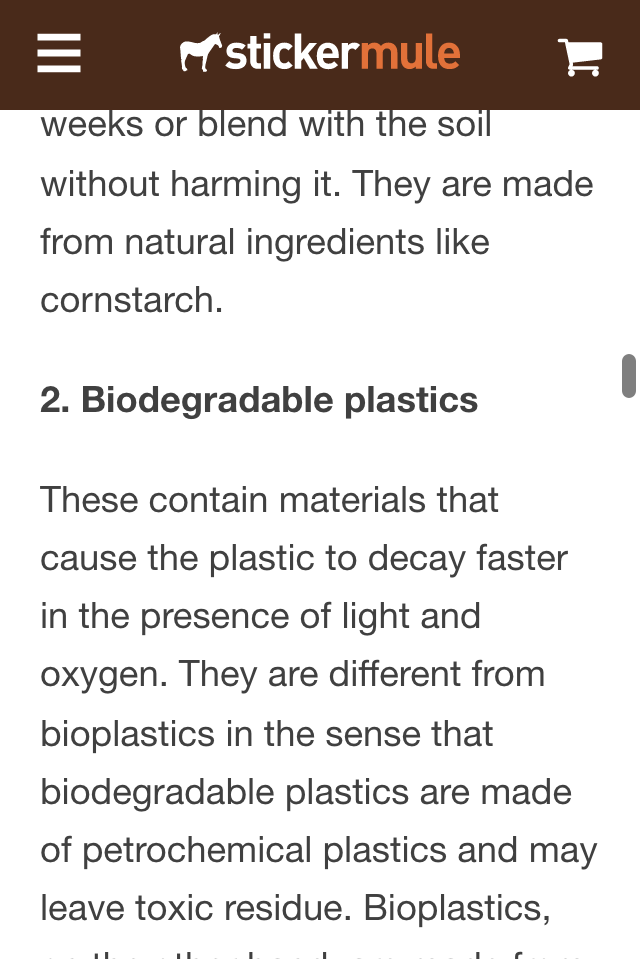 stickermule
weeks or blend with the soil
without harming it. They are made
from natural ingredients like
cornstarch.
2. Biodegradable plastics
These contain materials that
cause the plastic to decay faster
in the presence of light and
oxygen. They are different from
bioplastics in the sense that
biodegradable plastics are made
of petrochemical plastics and may
leave toxic residue. Bioplastics,